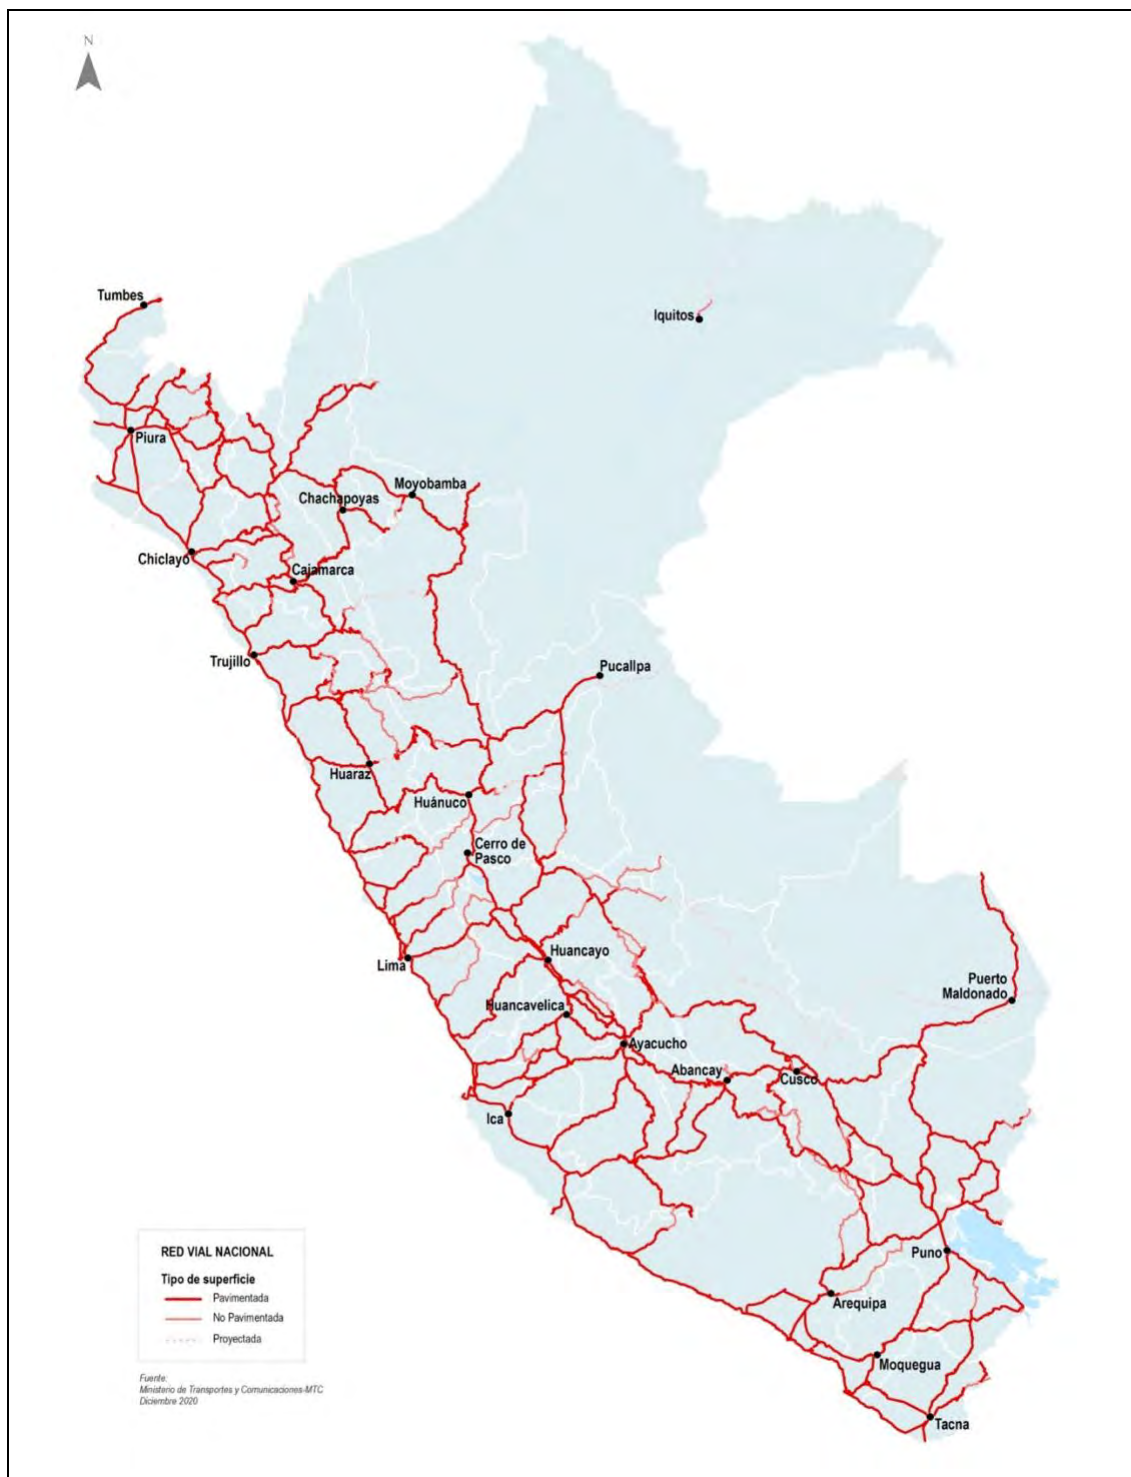 N
Tumbes
Iquitos
Piura
Moyobamba
Chachapoyas
Chiclayo
Cajamarca
Trujillo
Pucallpa
Huaraz
Huánuco
Cerro de
Pasco
Huancayo
Lima
Puerto
Maldonado
Huancavelica
Ayacucho
Abancay
Cusco
Ica
RED VIAL NACIONAL
Puno
Tipo de superficie
Pavimentada
Arequipa
No Pavimentada
Proyectada
Moquegua
Fuente:
Ministerio de Transportes y Comunicaciones-MTC
Diciembre 2020
Tacna